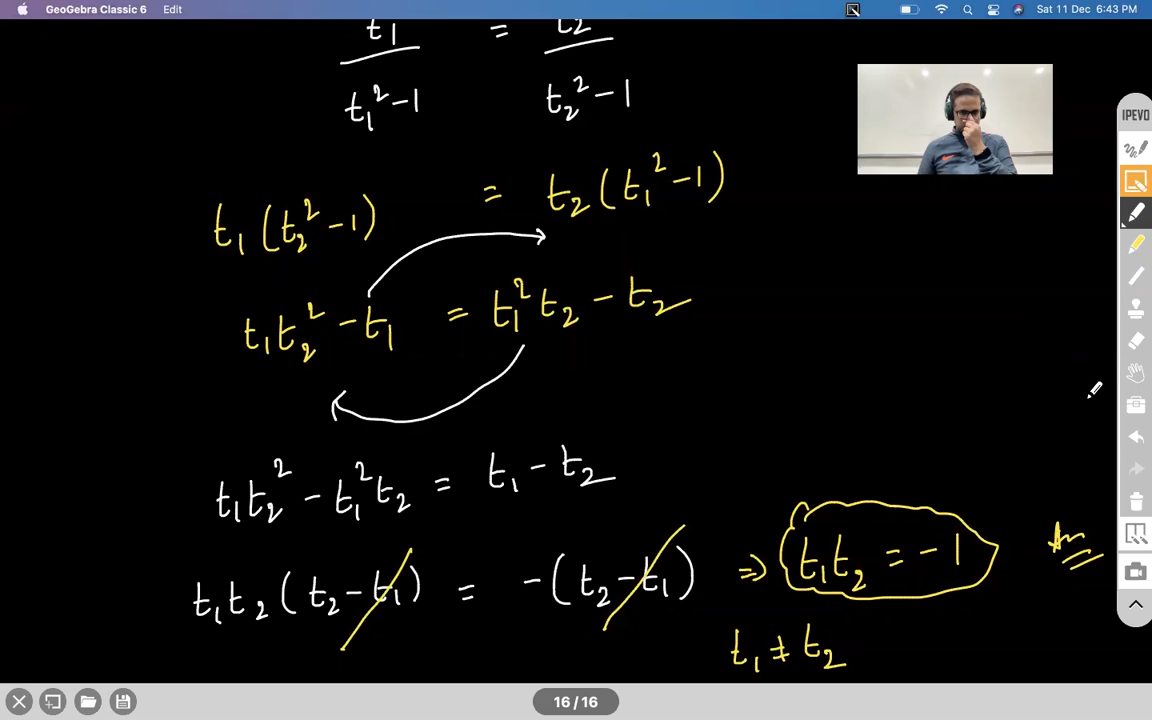 GeoGebra Classic 6 Edit Sat 11 Dec 6:43 PM
t₁ = t₂
t₁² − 1 t₂² − 1
IPEVO
t₁(t₂² − 1) = t₂(t₁² − 1)
t₁t₂² − t₁ = t₁²t₂ − t₂
t₁t₂² − t₁²t₂ = t₁ − t₂
t₁t₂(t₂ − t₁) = −(t₂ − t₁) ⇒ t₁t₂ = −1 Ans
t₁ ≠ t₂
16/16